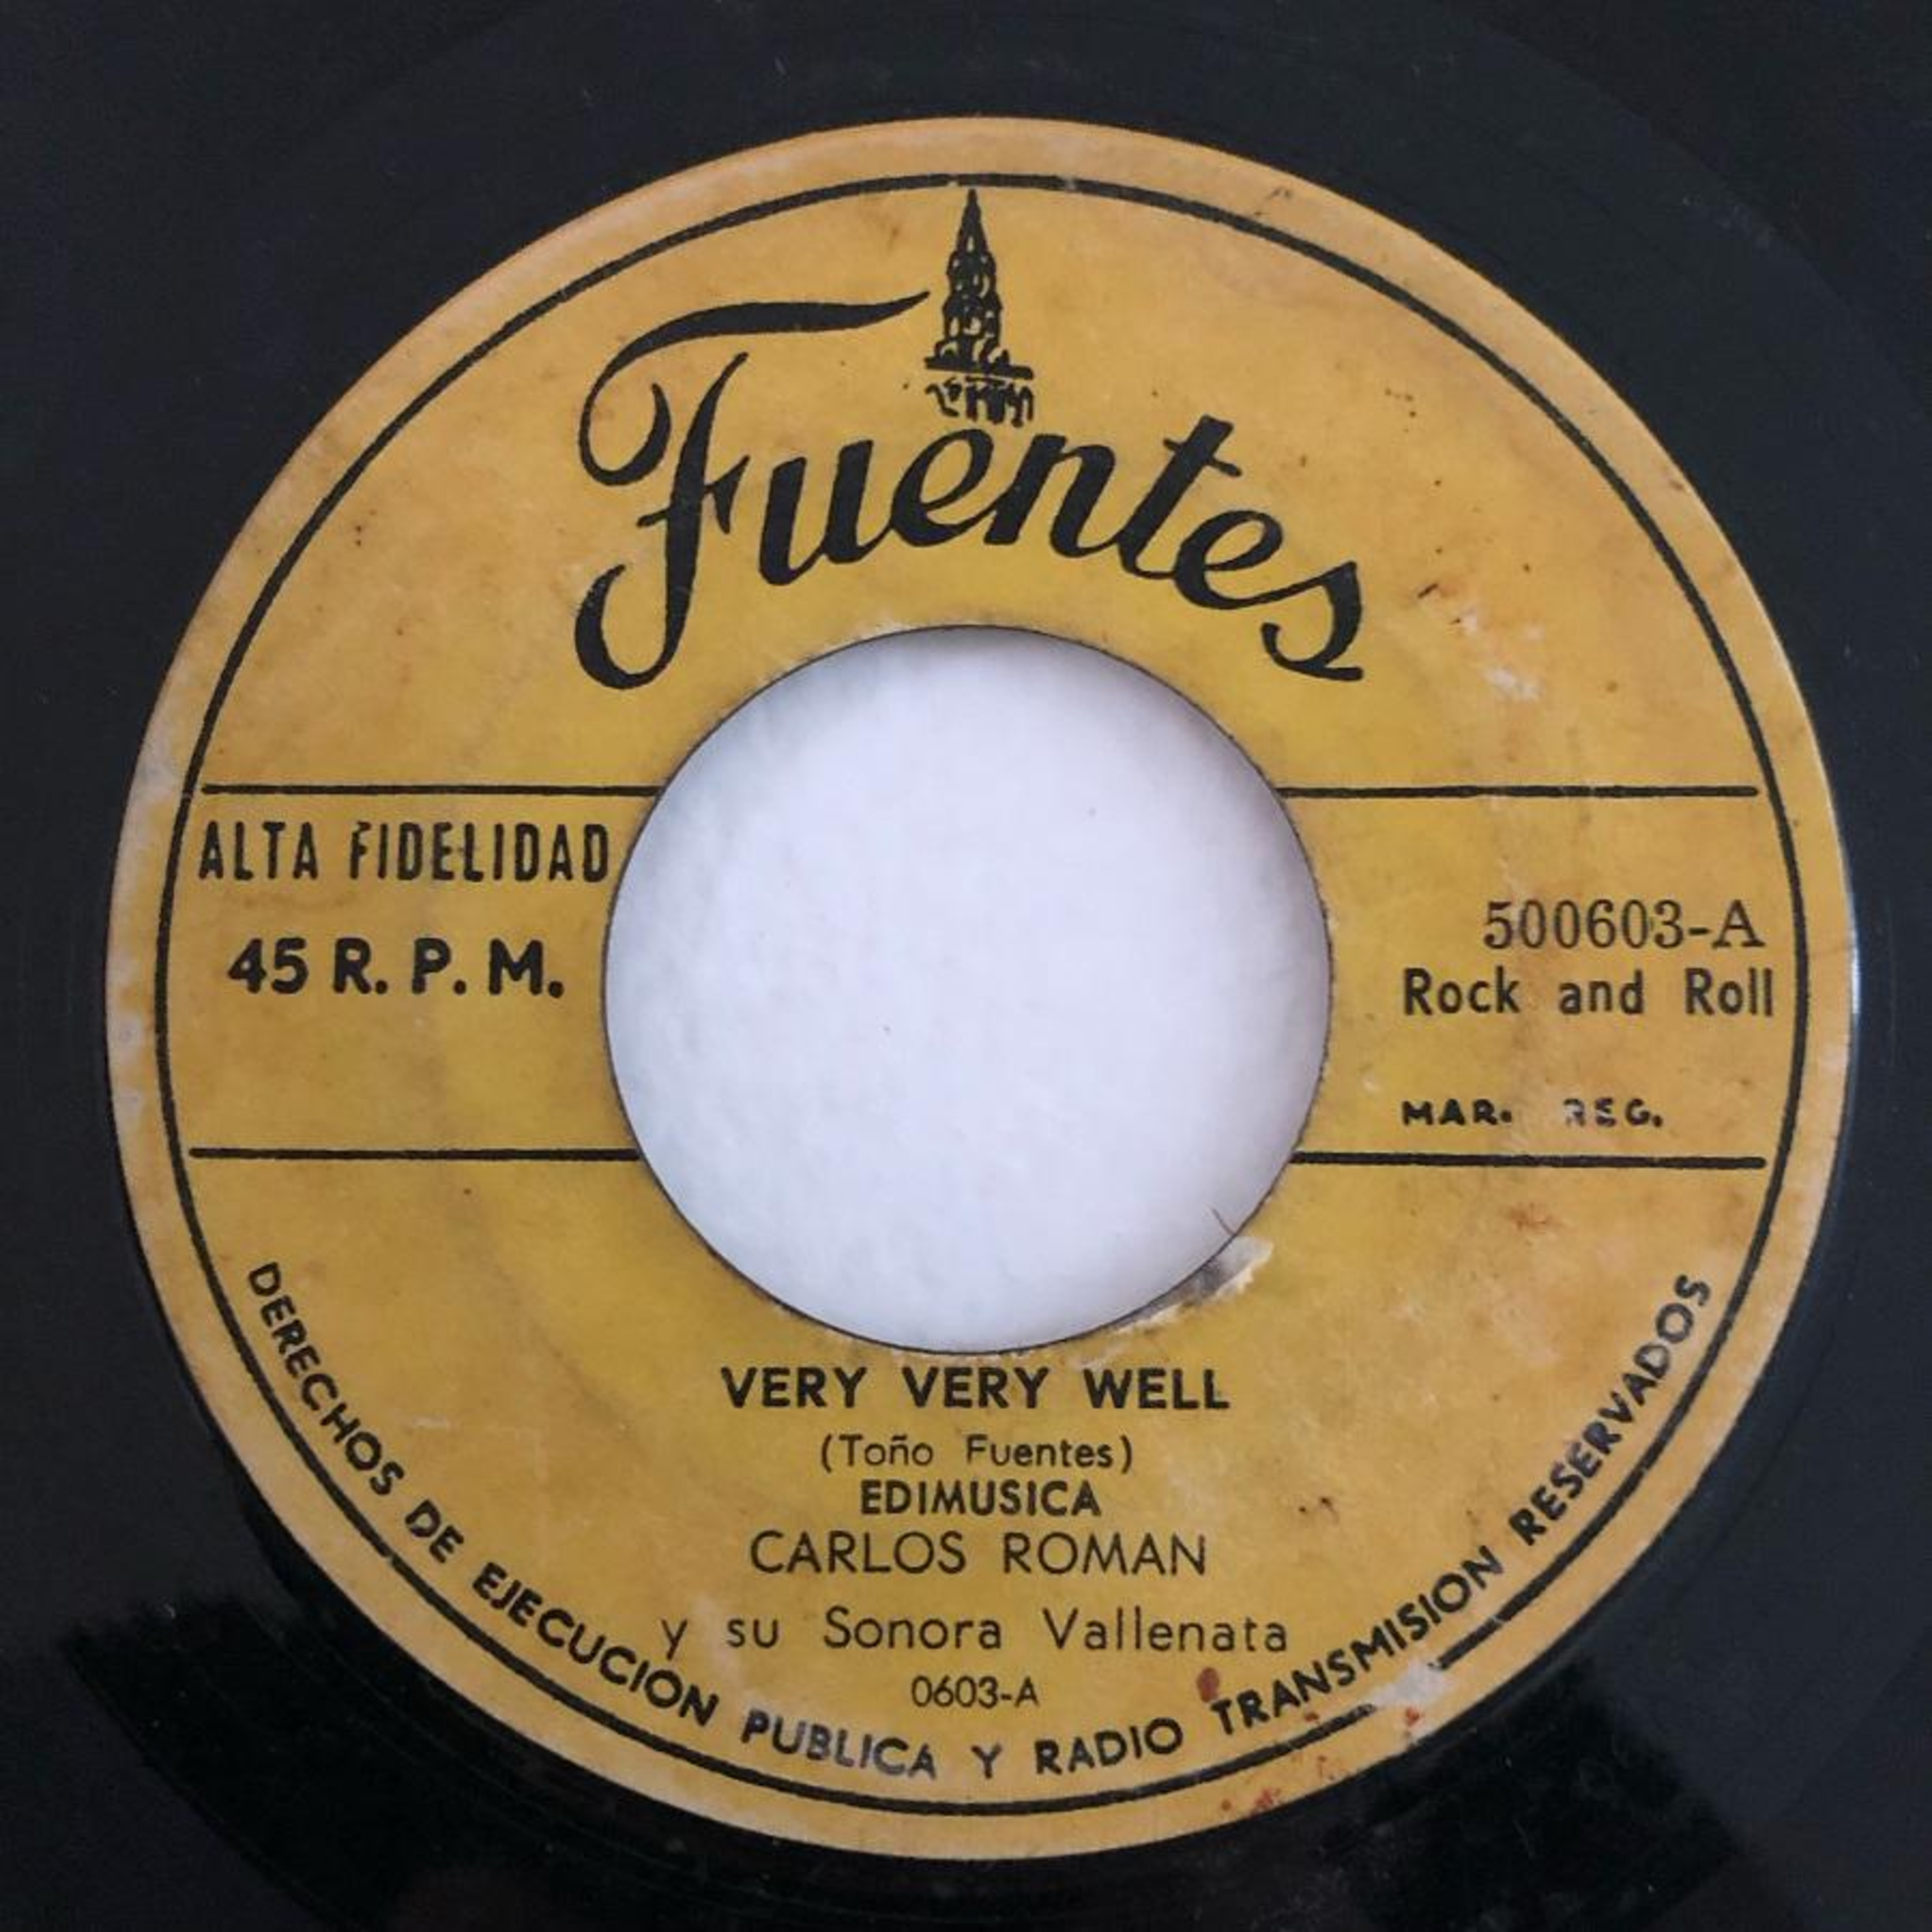 Fuentes
ALTA FIDELIDAD
45 R. P. M.
500603-A
Rock and Roll
MAR. REG.
VERY VERY WELL
(Toño Fuentes)
EDIMUSICA
CARLOS ROMAN
y su Sonora Vallenata
0603-A
DERECHOS DE EJECUCION PUBLICA Y RADIO TRANSMISION RESERVADOS